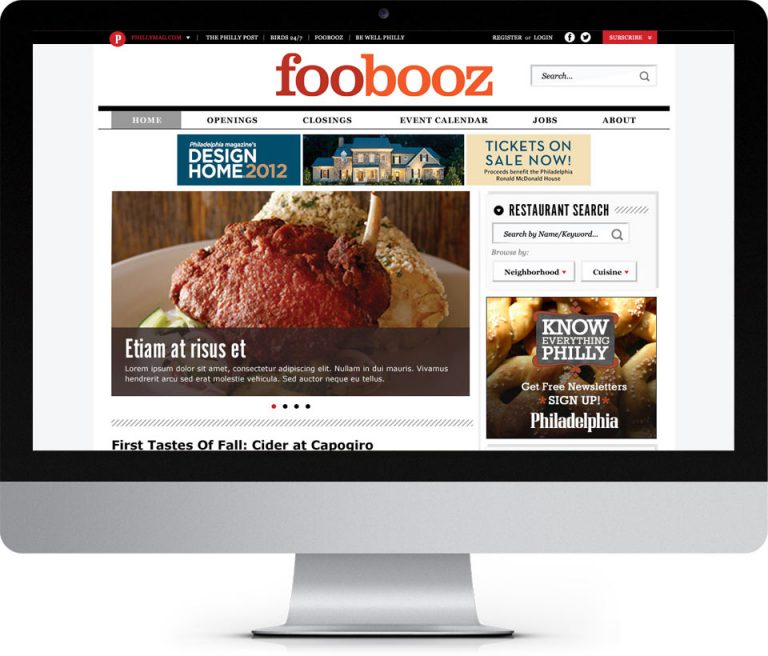 P PHILLYMAG.COM | THE PHILLY POST | BIRDS 24/7 | FOOBOOZ | BE WELL PHILLY REGISTER or LOGIN f SUBSCRIBE
foobooz
Search...
HOME OPENINGS CLOSINGS EVENT CALENDAR JOBS ABOUT
Philadelphia magazine's
DESIGN
HOME2012
TICKETS ON
SALE NOW!
Proceeds benefit the Philadelphia
Ronald McDonald House
Etiam at risus et
Lorem ipsum dolor sit amet, consectetur adipiscing elit. Nullam in dui mauris. Vivamus
hendrerit arcu sed erat molestie vehicula. Sed auctor neque eu tellus.
First Tastes Of Fall: Cider at Capogiro
RESTAURANT SEARCH
Search by Name/Keyword...
Browse by:
Neighborhood Cuisine
KNOW
EVERYTHING
PHILLY
Get Free Newsletters
*SIGN UP!*
Philadelphia